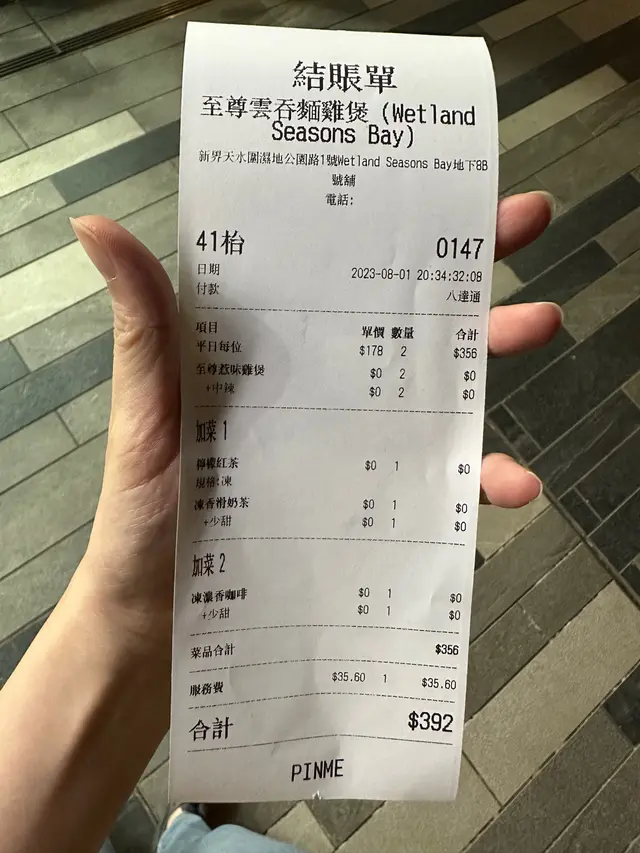 結賬單
至尊雲吞麵雞煲 (Wetland
Seasons Bay)
新界天水圍濕地公園路1號Wetland Seasons Bay地下8B
號舖
電話:
41枱 0147
日期 2023-08-01 20:34:32:08
付款 八達通
項目 單價 數量 合計
平日每位 $178 2 $356
至尊惹味雞煲 $0 2 $0
+中辣 $0 2 $0
加菜 1
檸檬紅茶 $0 1 $0
規格:凍
凍香滑奶茶 $0 1 $0
+少甜 $0 1 $0
加菜 2
凍濃香咖啡 $0 1 $0
+少甜 $0 1 $0
菜品合計 $356
服務費 $35.60 1 $35.60
合計 $392
PINME